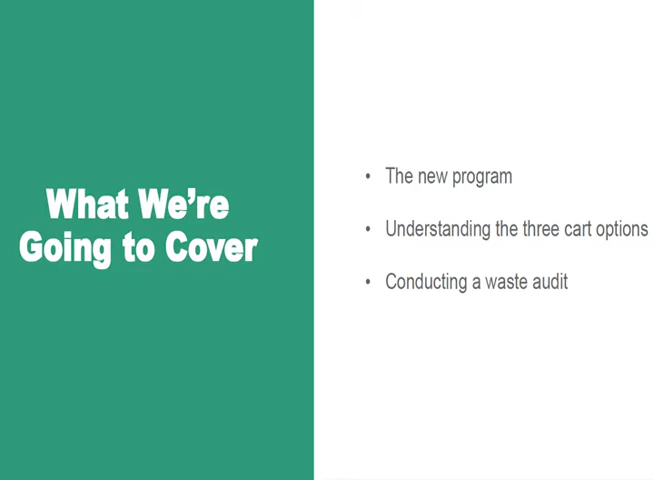 What We’re
Going to Cover
• The new program
• Understanding the three cart options
• Conducting a waste audit